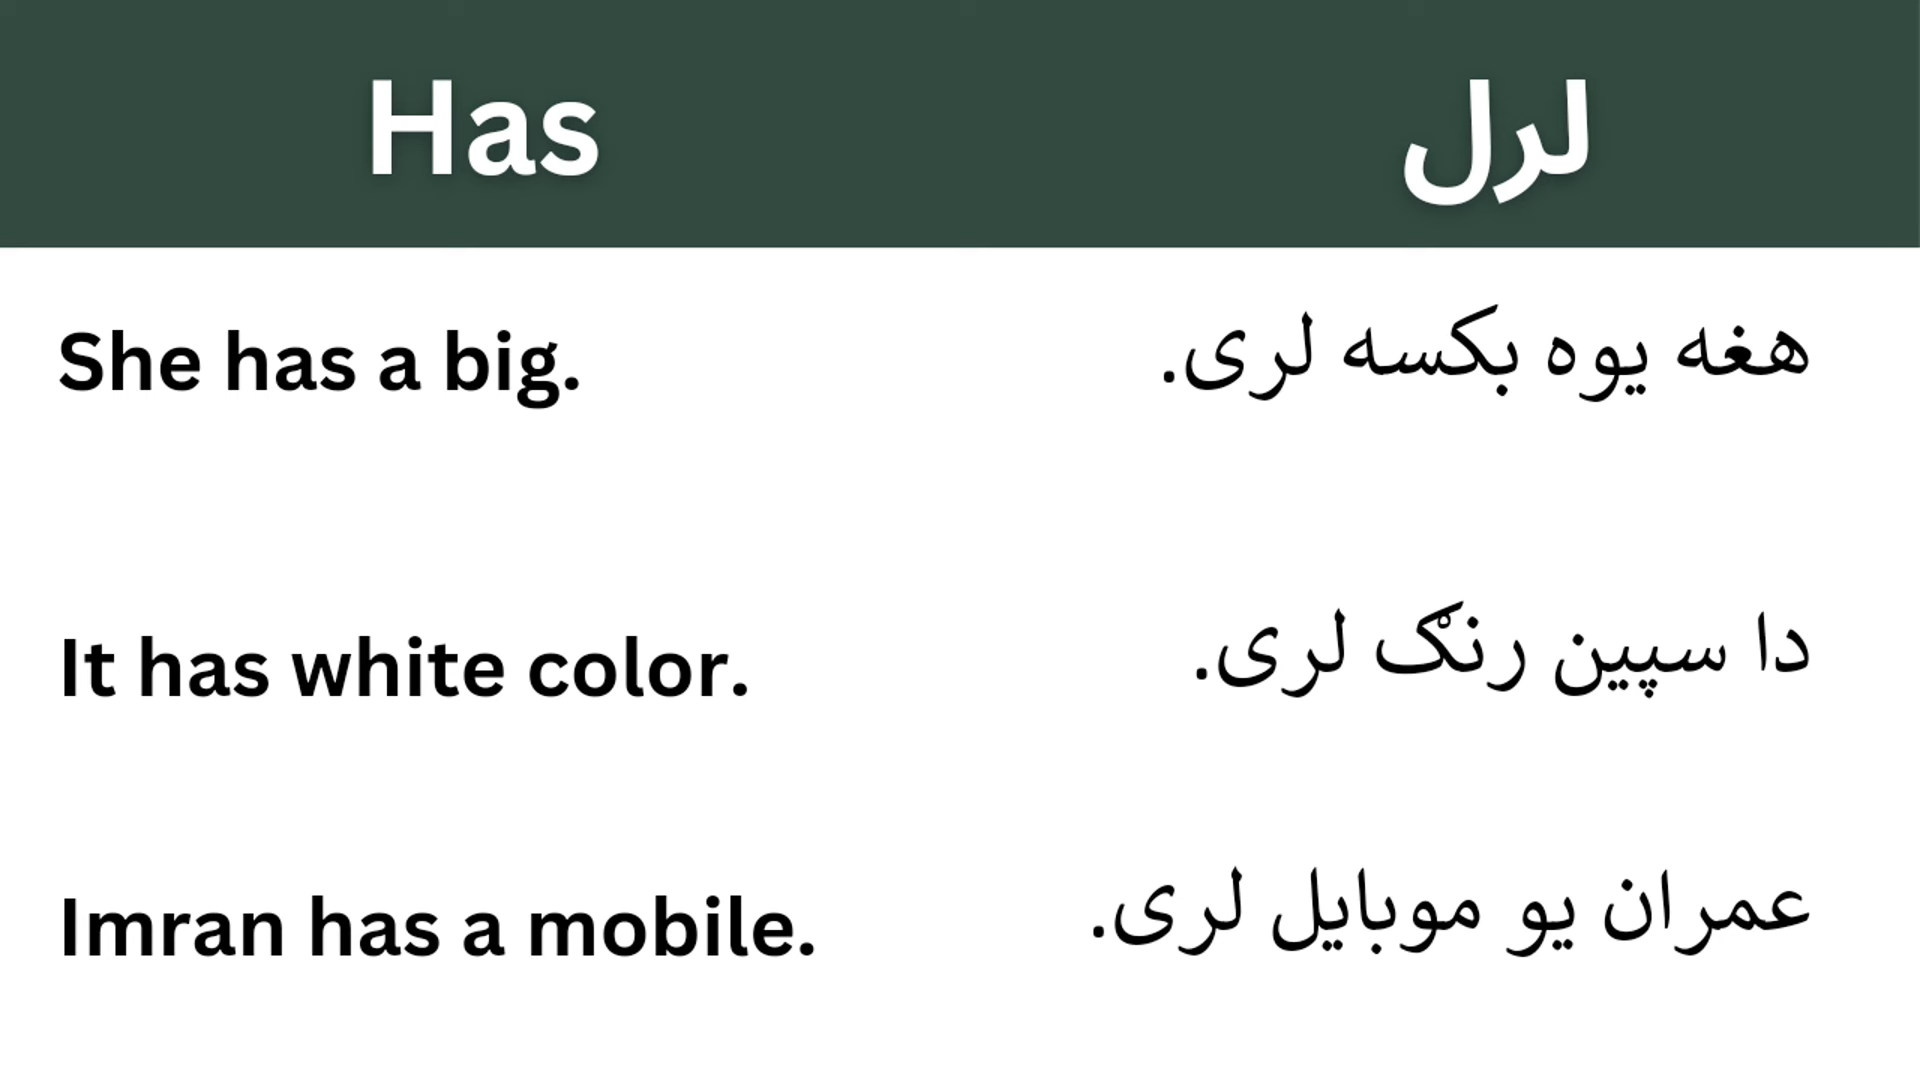 Has
لرل
She has a big.
هغه یوه بکسه لری.
It has white color.
دا سپین رنګ لری.
Imran has a mobile.
عمران یو موبایل لری.